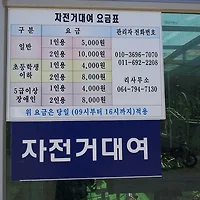 자전거대여 요금표
구 분 요 금 관리자 전화번호
일반 1인용 5,000원
2인용 10,000원
초등학생 이하 1인용 4,000원
2인용 8,000원
5급이상 장애인 1인용 4,000원
2인용 8,000원
010-3696-7070
011-692-2208
리사무소
064-794-7130
위 요금은 당일 (09시부터 16시까지)적용
자전거대여